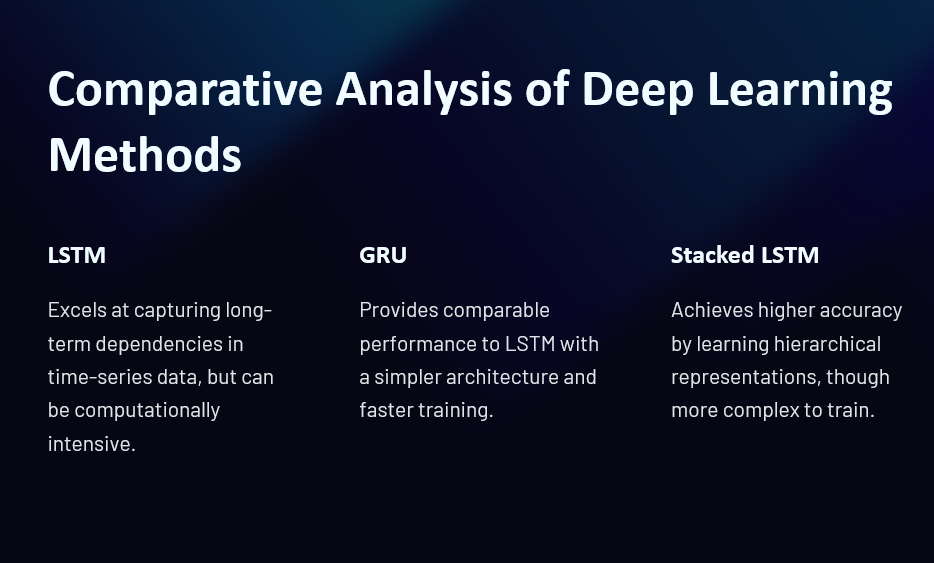 Comparative Analysis of Deep Learning
Methods
LSTM
Excels at capturing long-
term dependencies in
time-series data, but can
be computationally
intensive.
GRU
Provides comparable
performance to LSTM with
a simpler architecture and
faster training.
Stacked LSTM
Achieves higher accuracy
by learning hierarchical
representations, though
more complex to train.